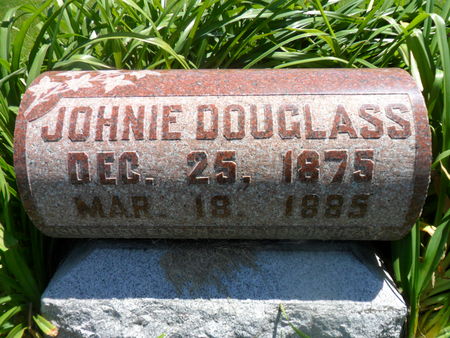 JOHNIE DOUGLASS
DEC. 25, 1875
MAR. 18, 1885